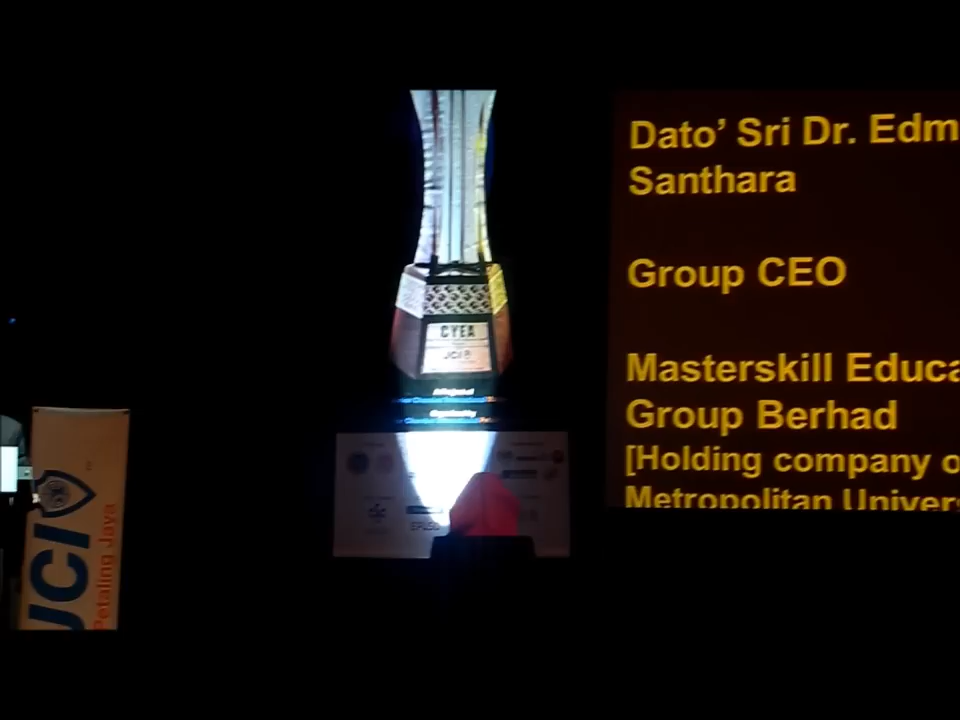 Dato' Sri Dr. Edm
Santhara
Group CEO
Masterskill Educa
Group Berhad
[Holding company o
Metropolitan Univers
CYEA
JCI
JCI
Petaling Jaya